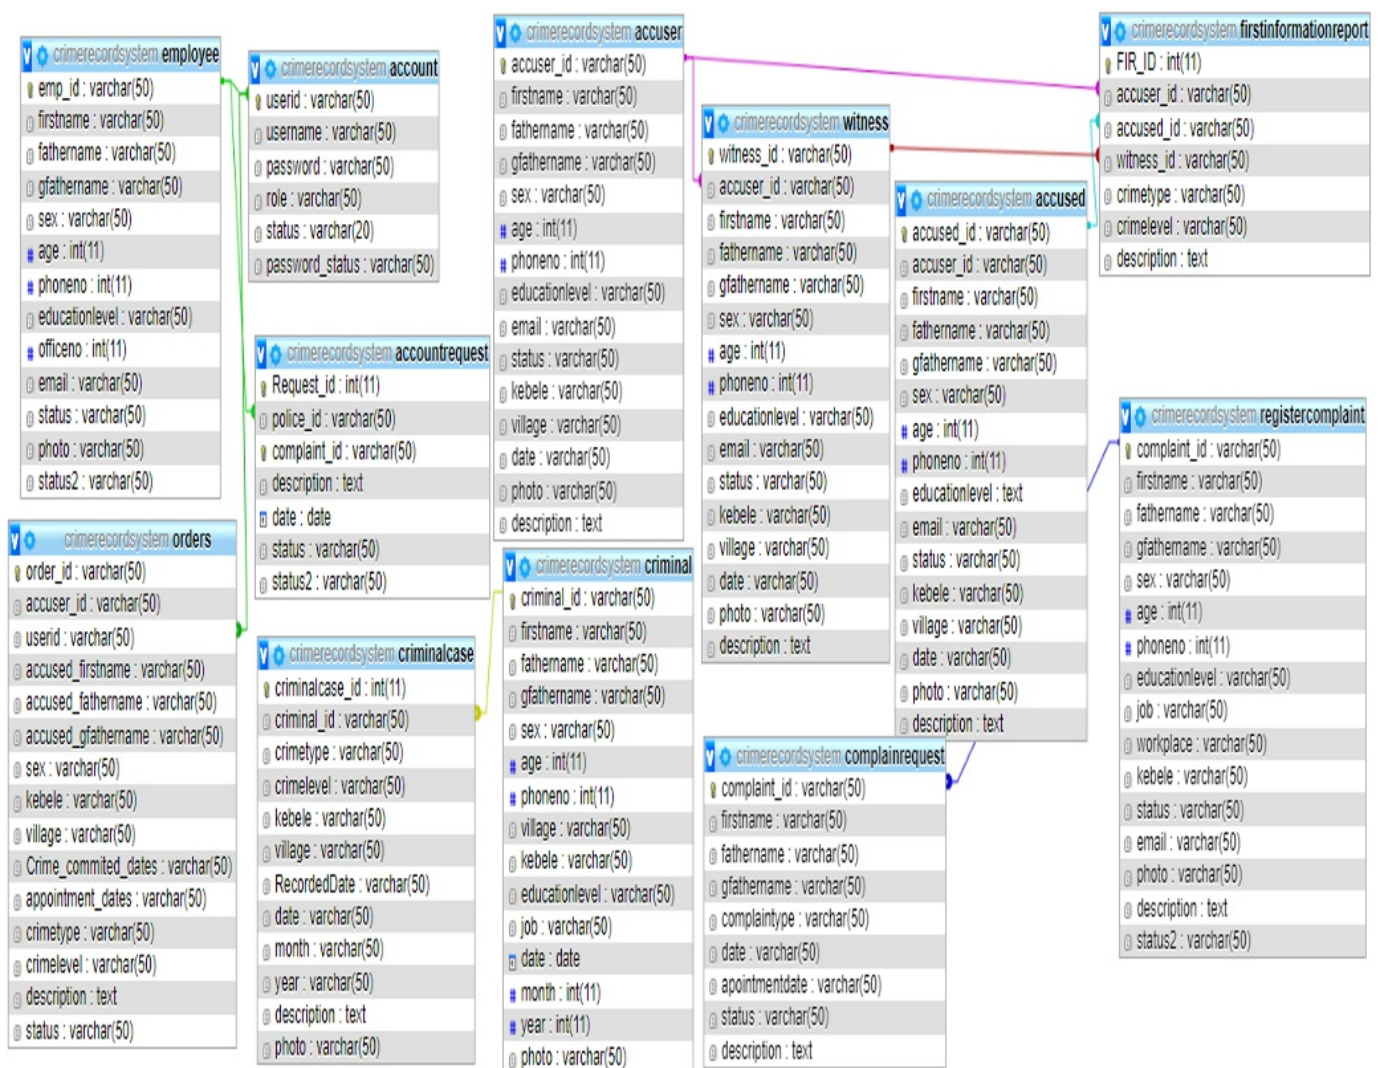 crimerecordsystem employee
emp_id : varchar(50)
firstname : varchar(50)
fathername : varchar(50)
gfathername : varchar(50)
sex : varchar(50)
age : int(11)
phoneno : int(11)
educationlevel : varchar(50)
officeno : int(11)
email : varchar(50)
status : varchar(50)
photo : varchar(50)
status2 : varchar(50)
crimerecordsystem account
userid : varchar(50)
username : varchar(50)
password : varchar(50)
role : varchar(50)
status : varchar(20)
password_status : varchar(50)
crimerecordsystem accountrequest
Request_id : int(11)
police_id : varchar(50)
complaint_id : varchar(50)
description : text
date : date
status : varchar(50)
status2 : varchar(50)
crimerecordsystem accuser
accuser_id : varchar(50)
firstname : varchar(50)
fathername : varchar(50)
gfathername : varchar(50)
sex : varchar(50)
age : int(11)
phoneno : int(11)
educationlevel : varchar(50)
email : varchar(50)
status : varchar(50)
kebele : varchar(50)
village : varchar(50)
date : varchar(50)
photo : varchar(50)
description : text
crimerecordsystem witness
witness_id : varchar(50)
accuser_id : varchar(50)
firstname : varchar(50)
fathername : varchar(50)
gfathername : varchar(50)
sex : varchar(50)
age : int(11)
phoneno : int(11)
educationlevel : varchar(50)
email : varchar(50)
status : varchar(50)
kebele : varchar(50)
village : varchar(50)
date : varchar(50)
photo : varchar(50)
description : text
crimerecordsystem accused
accused_id : varchar(50)
accuser_id : varchar(50)
firstname : varchar(50)
fathername : varchar(50)
gfathername : varchar(50)
sex : varchar(50)
age : int(11)
phoneno : int(11)
educationlevel : text
email : varchar(50)
status : varchar(50)
kebele : varchar(50)
village : varchar(50)
date : varchar(50)
photo : varchar(50)
description : text
crimerecordsystem firstinformationreport
FIR_ID : int(11)
accuser_id : varchar(50)
accused_id : varchar(50)
witness_id : varchar(50)
crimetype : varchar(50)
crimelevel : varchar(50)
description : text
crimerecordsystem registercomplaint
complaint_id : varchar(50)
firstname : varchar(50)
fathername : varchar(50)
gfathername : varchar(50)
sex : varchar(50)
age : int(11)
phoneno : int(11)
educationlevel : varchar(50)
job : varchar(50)
workplace : varchar(50)
kebele : varchar(50)
status : varchar(50)
email : varchar(50)
photo : varchar(50)
description : text
status2 : varchar(50)
crimerecordsystem orders
order_id : varchar(50)
accuser_id : varchar(50)
userid : varchar(50)
accused_firstname : varchar(50)
accused_fathername : varchar(50)
accused_gfathername : varchar(50)
sex : varchar(50)
kebele : varchar(50)
village : varchar(50)
Crime_commited_dates : varchar(50)
appointment_dates : varchar(50)
crimetype : varchar(50)
crimelevel : varchar(50)
description : text
status : varchar(50)
crimerecordsystem criminalcase
criminalcase_id : int(11)
criminal_id : varchar(50)
crimetype : varchar(50)
crimelevel : varchar(50)
kebele : varchar(50)
village : varchar(50)
RecordedDate : varchar(50)
date : varchar(50)
month : varchar(50)
year : varchar(50)
description : text
photo : varchar(50)
crimerecordsystem criminal
criminal_id : varchar(50)
firstname : varchar(50)
fathername : varchar(50)
gfathername : varchar(50)
sex : varchar(50)
age : int(11)
phoneno : int(11)
village : varchar(50)
kebele : varchar(50)
educationlevel : varchar(50)
job : varchar(50)
date : date
month : int(11)
year : int(11)
photo : varchar(50)
crimerecordsystem complainrequest
complaint_id : varchar(50)
firstname : varchar(50)
fathername : varchar(50)
gfathername : varchar(50)
complaintype : varchar(50)
date : varchar(50)
apointmentdate : varchar(50)
status : varchar(50)
description : text